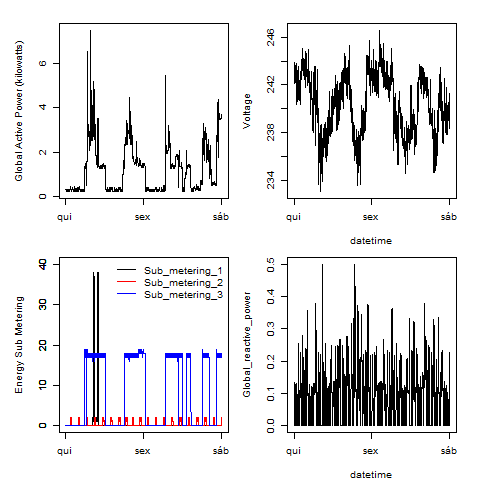 Global Active Power (kilowatts)
0 2 4 6
qui sex sáb
Voltage
234 238 242 246
qui sex sáb
datetime
Energy Sub Metering
0 10 20 30 40
Sub_metering_1
Sub_metering_2
Sub_metering_3
qui sex sáb
Global_reactive_power
0.0 0.1 0.2 0.3 0.4 0.5
qui sex sáb
datetime